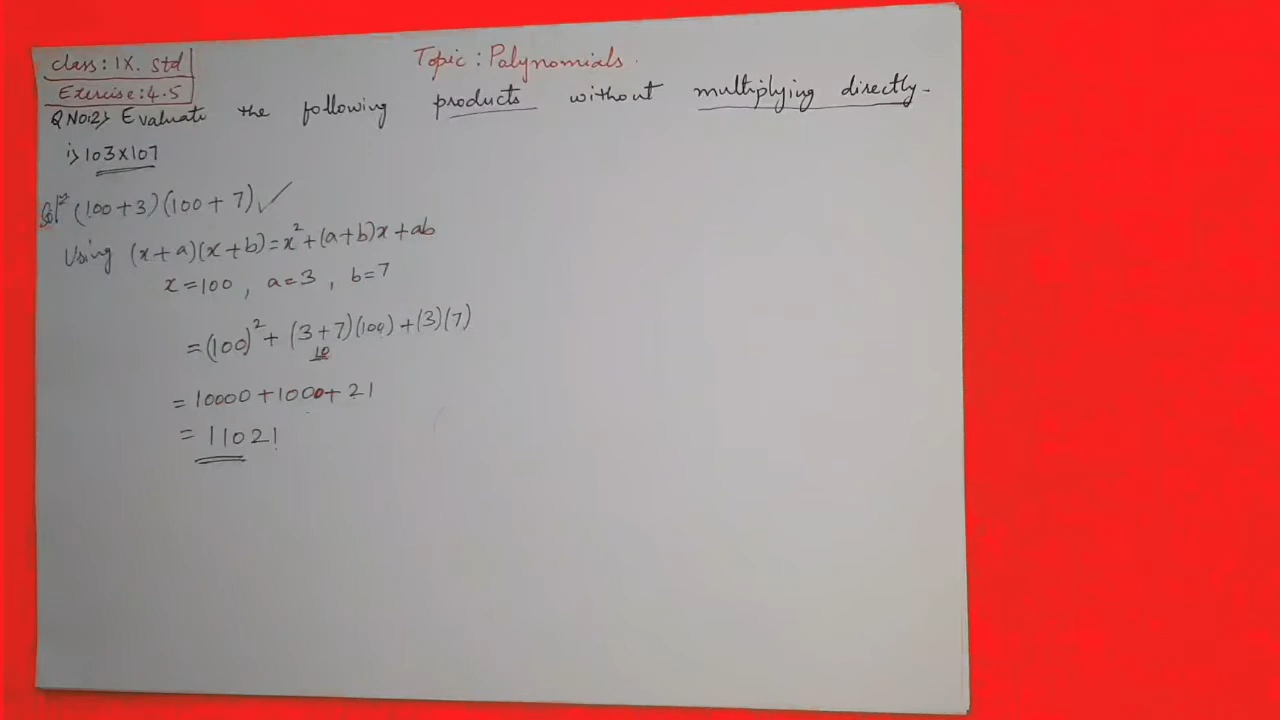 Class: IX. Std
Topic: Polynomials.
Exercise: 4.5
Q NO:2) Evaluate the following products without multiplying directly.
i) 103×107
Sol (100+3)(100+7) ✓
Using (x+a)(x+b)=x²+(a+b)x+ab
x=100, a=3, b=7
=(100)²+(3+7)(100)+(3)(7)
10
=10000+1000+21
=11021